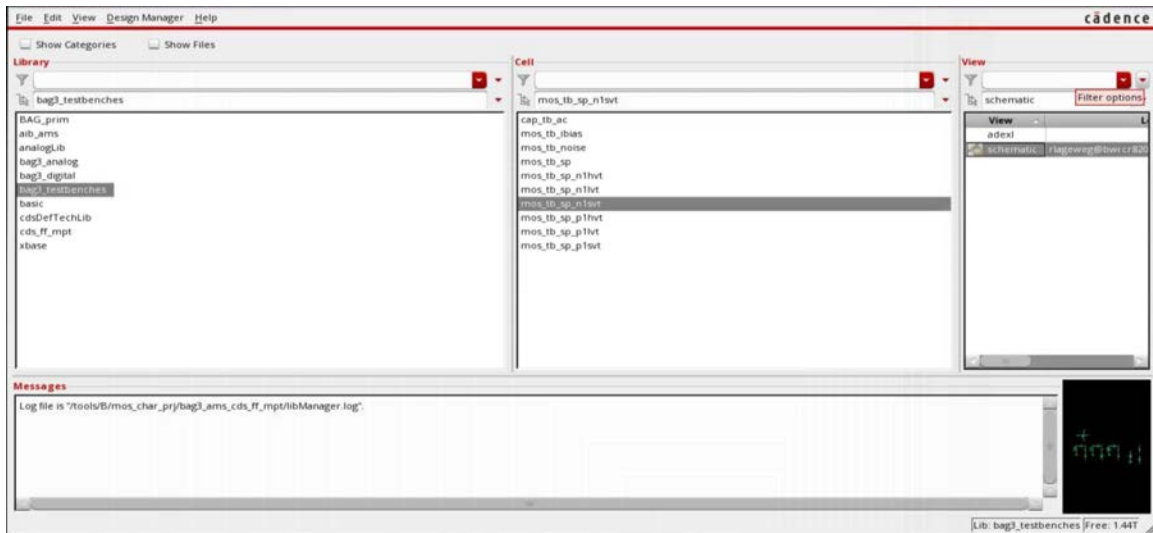 File Edit View Design Manager Help
cādence
Show Categories Show Files
Library
bag3_testbenches
BAG_prim
aib_ams
analogLib
bag3_analog
bag3_digital
bag3_testbenches
basic
cdsDefTechLib
cds_ff_mpt
xbase
Cell
mos_tb_sp_n1svt
cap_tb_ac
mos_tb_ibias
mos_tb_noise
mos_tb_sp
mos_tb_sp_n1hvt
mos_tb_sp_n1lvt
mos_tb_sp_n1svt
mos_tb_sp_p1hvt
mos_tb_sp_p1lvt
mos_tb_sp_p1svt
View
schematic Filter options
View L
adexl
schematic rlageweg@bwrcr820
Messages
Log file is "/tools/B/mos_char_prj/bag3_ams_cds_ff_mpt/libManager.log".
Lib: bag3_testbenches Free: 1.44T